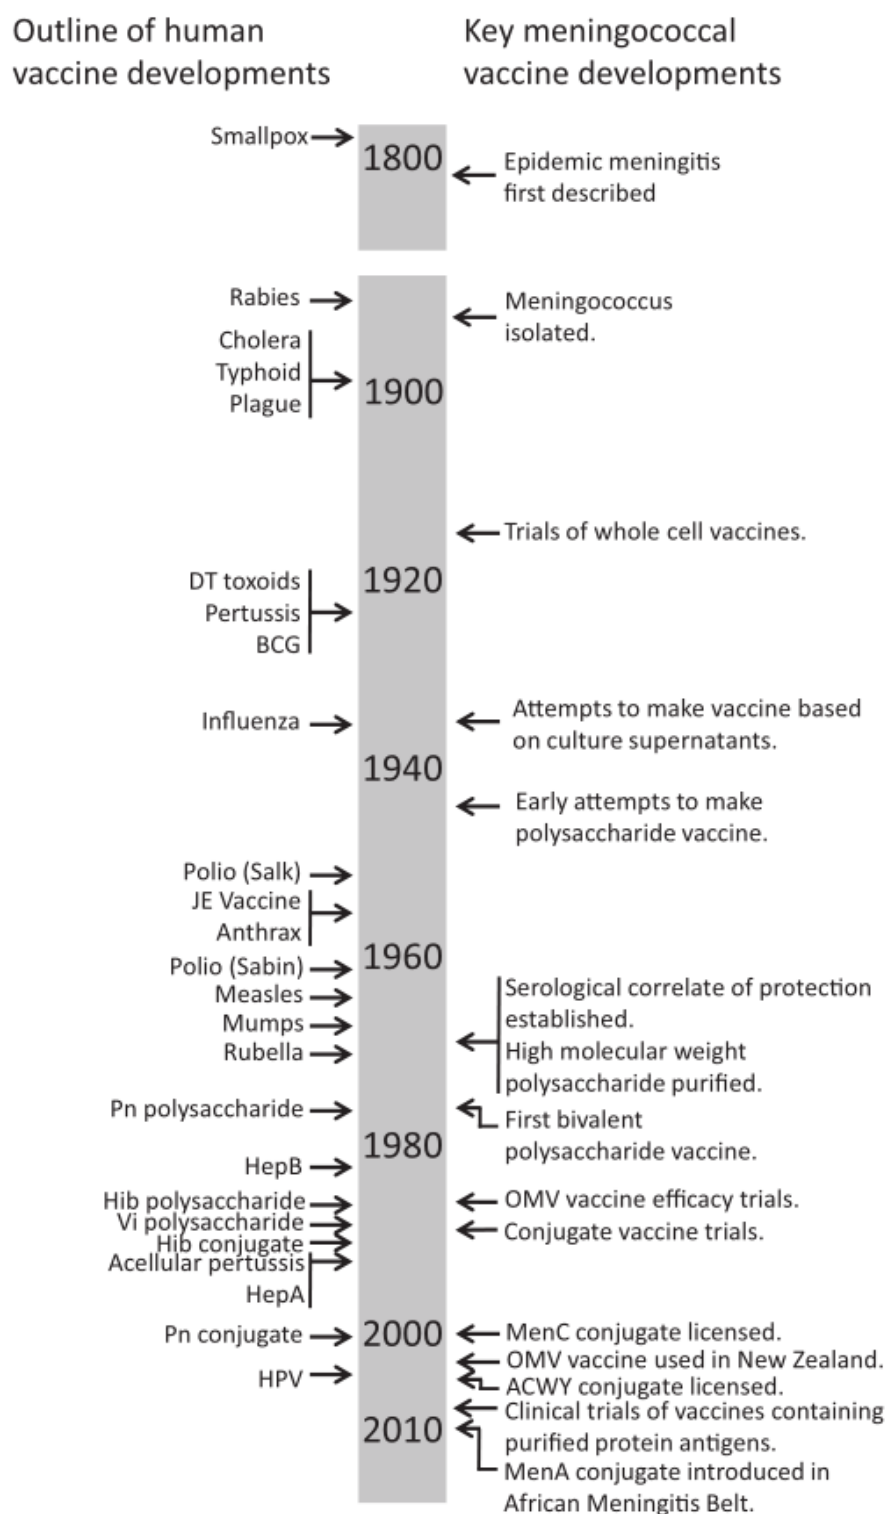 Outline of human
vaccine developments
Key meningococcal
vaccine developments
Smallpox
1800
Epidemic meningitis
first described
Rabies
Meningococcus
isolated.
Cholera
Typhoid
Plague
1900
Trials of whole cell vaccines.
DT toxoids
Pertussis
BCG
1920
Influenza
Attempts to make vaccine based
on culture supernatants.
1940
Early attempts to make
polysaccharide vaccine.
Polio (Salk)
JE Vaccine
Anthrax
1960
Polio (Sabin)
Measles
Mumps
Rubella
Serological correlate of protection
established.
High molecular weight
polysaccharide purified.
Pn polysaccharide
First bivalent
polysaccharide vaccine.
1980
HepB
Hib polysaccharide
Vi polysaccharide
Hib conjugate
Acellular pertussis
HepA
OMV vaccine efficacy trials.
Conjugate vaccine trials.
Pn conjugate
2000
MenC conjugate licensed.
OMV vaccine used in New Zealand.
HPV
ACWY conjugate licensed.
Clinical trials of vaccines containing
purified protein antigens.
2010
MenA conjugate introduced in
African Meningitis Belt.